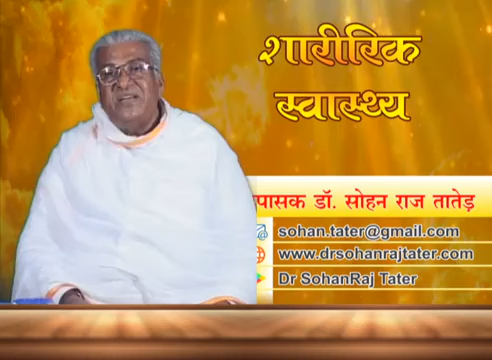 शारीरिक
स्वास्थ्य
पासक डॉ. सोहन राज तातेड़
sohan.tater@gmail.com
www.drsohanrajtater.com
Dr SohanRaj Tater